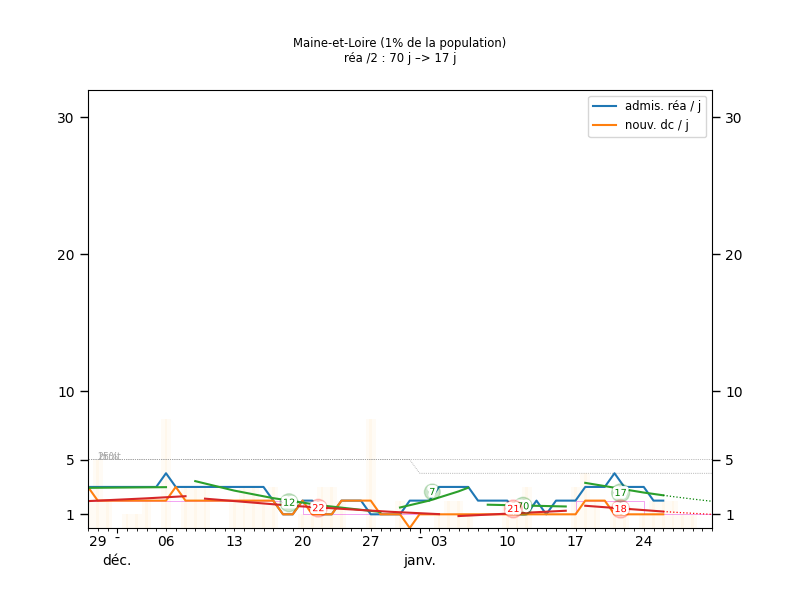 Maine-et-Loire (1% de la population)
réa /2 : 70 j –> 17 j
admis. réa / j
nouv. dc / j
30 30
20 20
10 10
5 5
12 22 7 21 70 17 18
1 1
29 - 06 13 20 27 - 03 10 17 24
déc. janv.